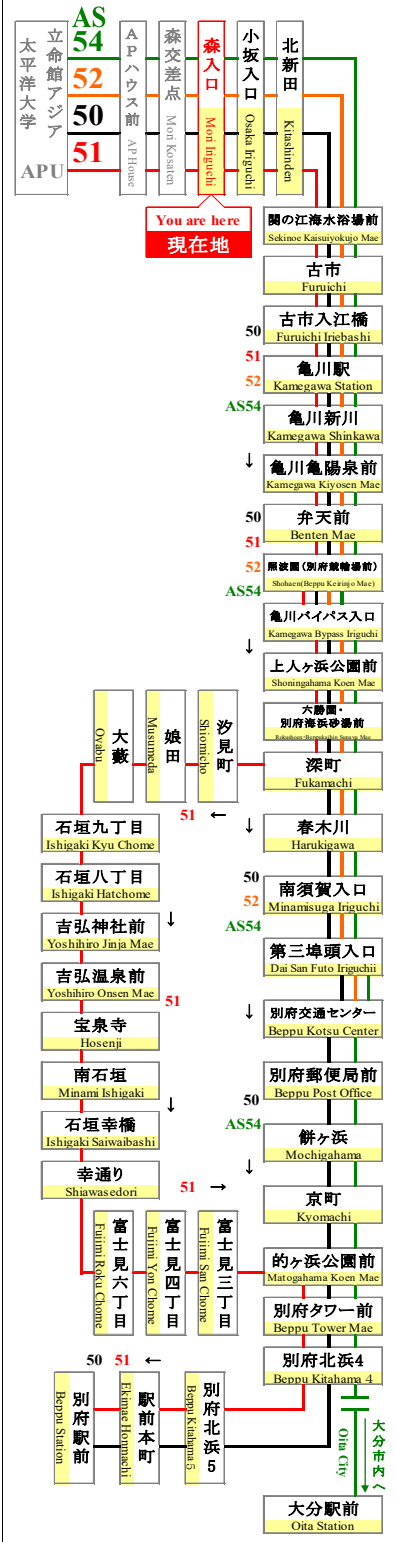 AS
54
52
50
51
立命館アジア
太平洋大学
APU
APハウス前
AP House
森交差点
Mori Kosaten
森入口
Mori Iriguchi
小坂入口
Osaka Iriguchi
北新田
Kitashinden
You are here
現在地
関の江海水浴場前
Sekinoe Kaisuiyokujo Mae
古市
Furuichi
古市入江橋
Furuichi Iriebashi
50
51
52
AS54
↓
亀川駅
Kamegawa Station
亀川新川
Kamegawa Shinkawa
亀川亀陽泉前
Kamegawa Kiyosen Mae
弁天前
Benten Mae
50
51
52
AS54
↓
照波園(別府競輪場前)
Shohaen(Beppu Keirinjo Mae)
亀川バイパス入口
Kamegawa Bypass Iriguchi
上人ヶ浜公園前
Shoningahama Koen Mae
六勝園・
別府海浜砂湯前
Rokushoen・Beppukaihin Sunayu Mae
深町
Fukamachi
汐見町
Shiomicho
娘田
Musumeda
大藪
Oyabu
51 ←
石垣九丁目
Ishigaki Kyu Chome
石垣八丁目
Ishigaki Hatchome
吉弘神社前
Yoshihiro Jinja Mae
↓
吉弘温泉前
Yoshihiro Onsen Mae
51
宝泉寺
Hosenji
南石垣
Minami Ishigaki
↓
石垣幸橋
Ishigaki Saiwaibashi
幸通り
Shiawasedori
51 →
富士見六丁目
Fujimi Roku Chome
富士見四丁目
Fujimi Yon Chome
富士見三丁目
Fujimi San Chome
↓
春木川
Harukigawa
50
52
AS54
南須賀入口
Minamisuga Iriguchi
第三埠頭入口
Dai San Futo Iriguchii
↓
別府交通センター
Beppu Kotsu Center
別府郵便局前
Beppu Post Office
50
AS54
↓
餅ヶ浜
Mochigahama
京町
Kyomachi
的ヶ浜公園前
Matogahama Koen Mae
別府タワー前
Beppu Tower Mae
別府北浜4
Beppu Kitahama 4
50 51 ←
別府北浜5
Beppu Kitahama 5
駅前本町
Ekimae Honmachi
別府駅前
Beppu Station
大分市内へ
Oita City
↓
大分駅前
Oita Station